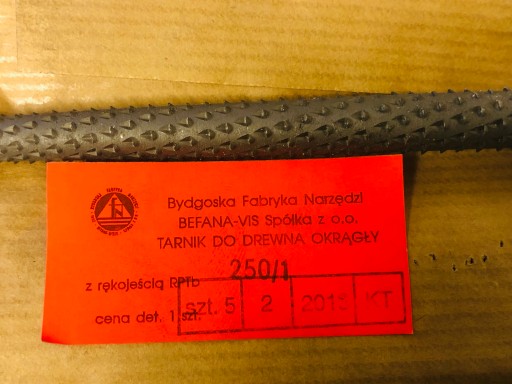 Bydgoska Fabryka Narzędzi
BEFANA-VIS Spółka z o.o.
TARNIK DO DREWNA OKRĄGŁY
250/1
z rękojeścią RPTb
cena det. 1 szt.
szt. 5 2 2015 KT